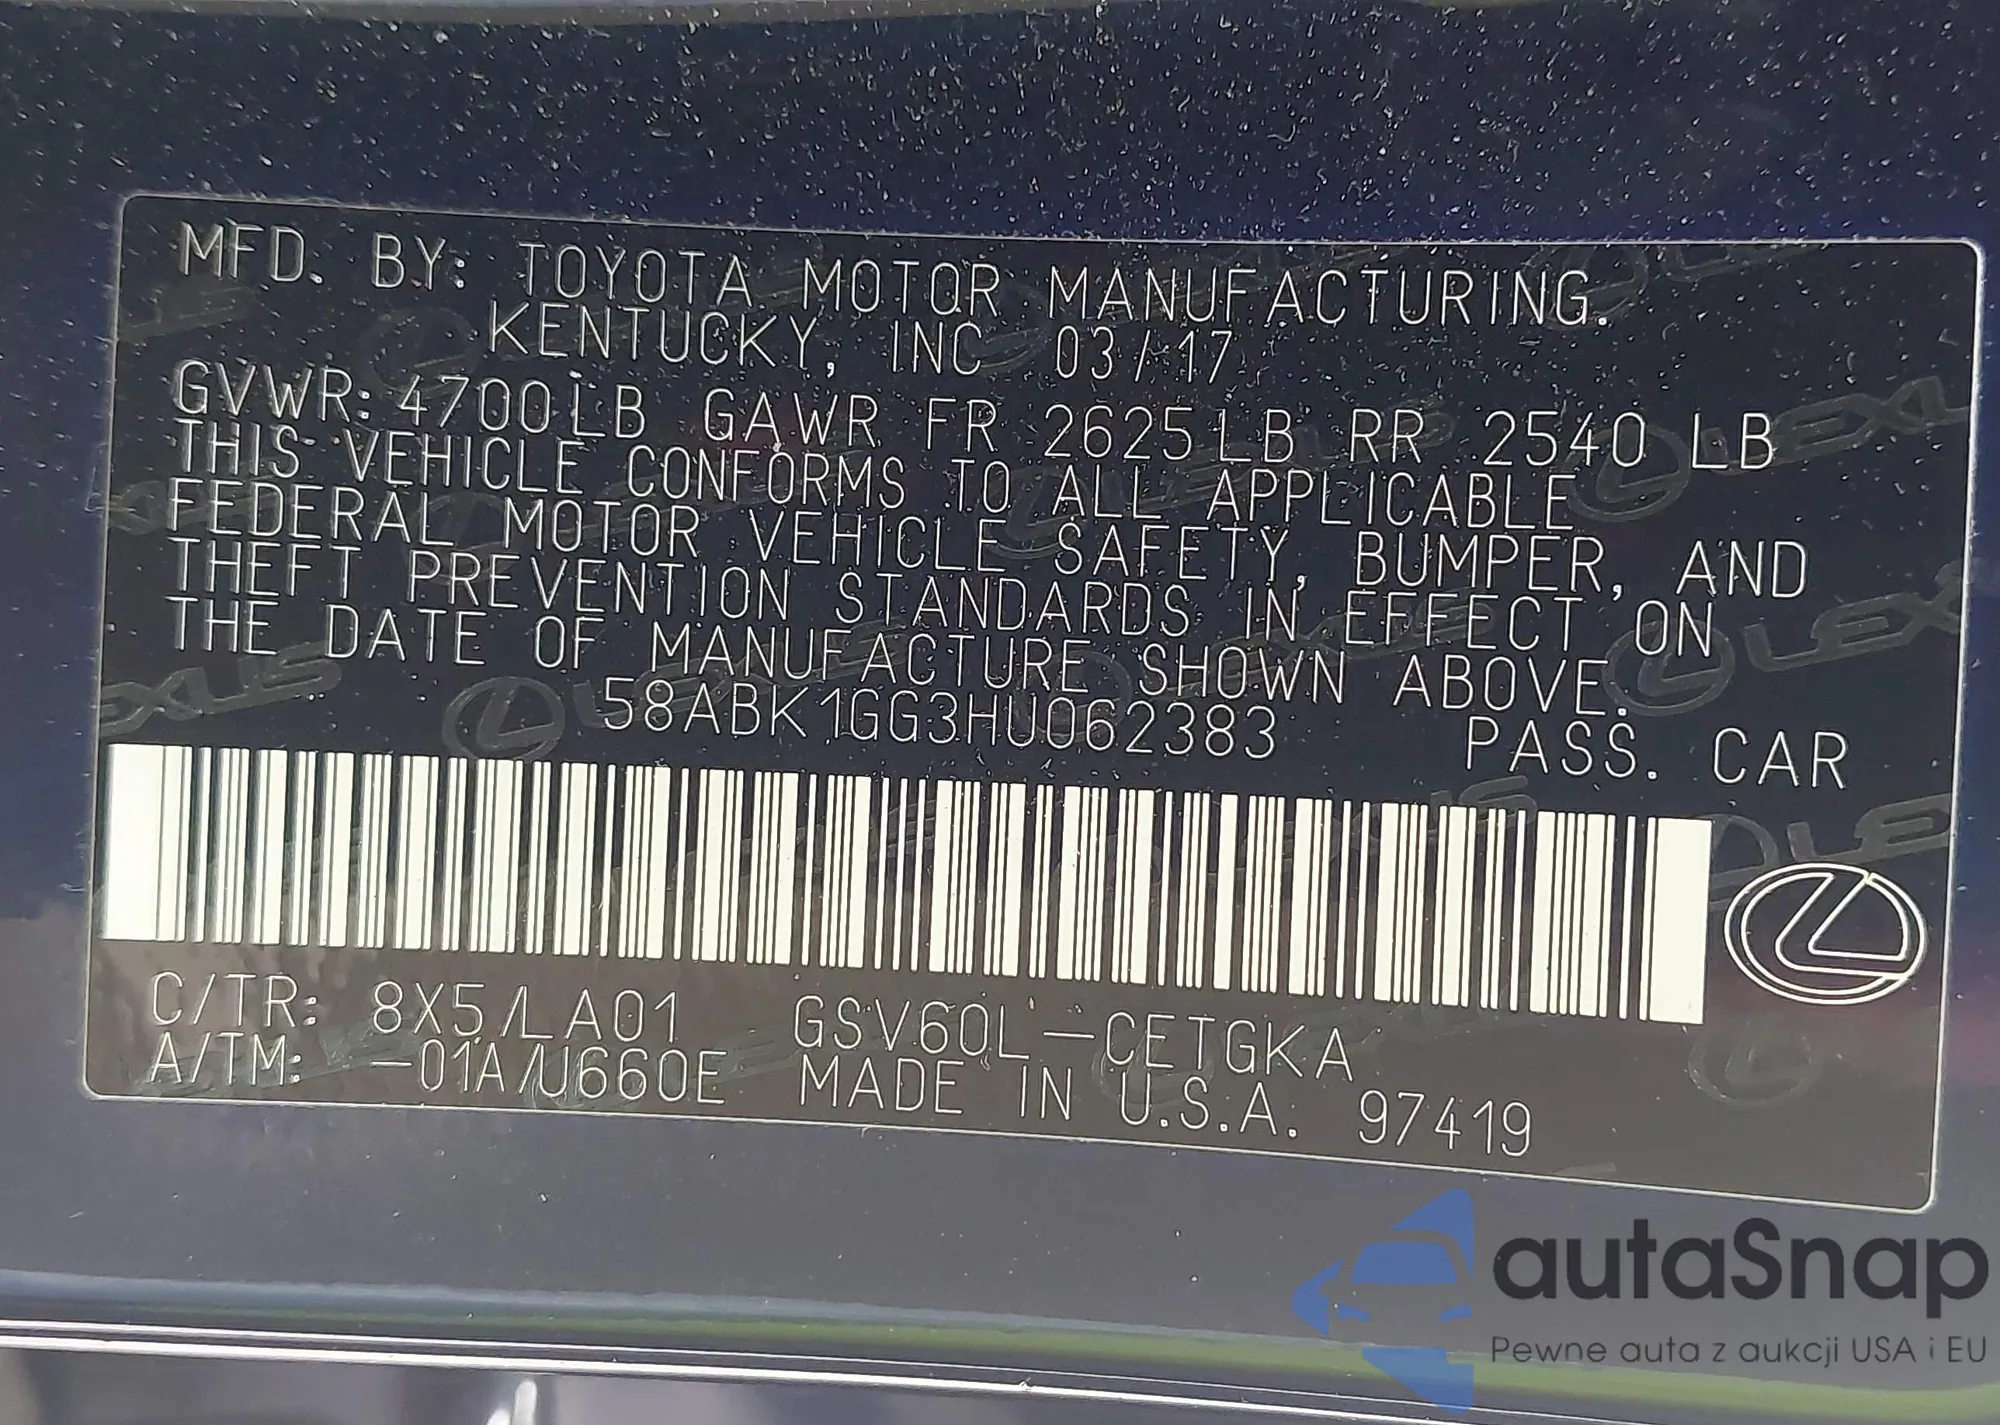 MFD. BY: TOYOTA MOTOR MANUFACTURING.
KENTUCKY, INC 03/17
GVWR: 4700LB GAWR FR 2625LB RR 2540 LB
THIS VEHICLE CONFORMS TO ALL APPLICABLE
FEDERAL MOTOR VEHICLE SAFETY, BUMPER, AND
THEFT PREVENTION STANDARDS IN EFFECT ON
THE DATE OF MANUFACTURE SHOWN ABOVE.
58ABK1GG3HU062383 PASS. CAR
C/TR: 8X5/LA01 GSV60L-CETGKA
A/TM: -01A/U660E MADE IN U.S.A. 97419
autoSnap
Pewne auta z aukcji USA i EU